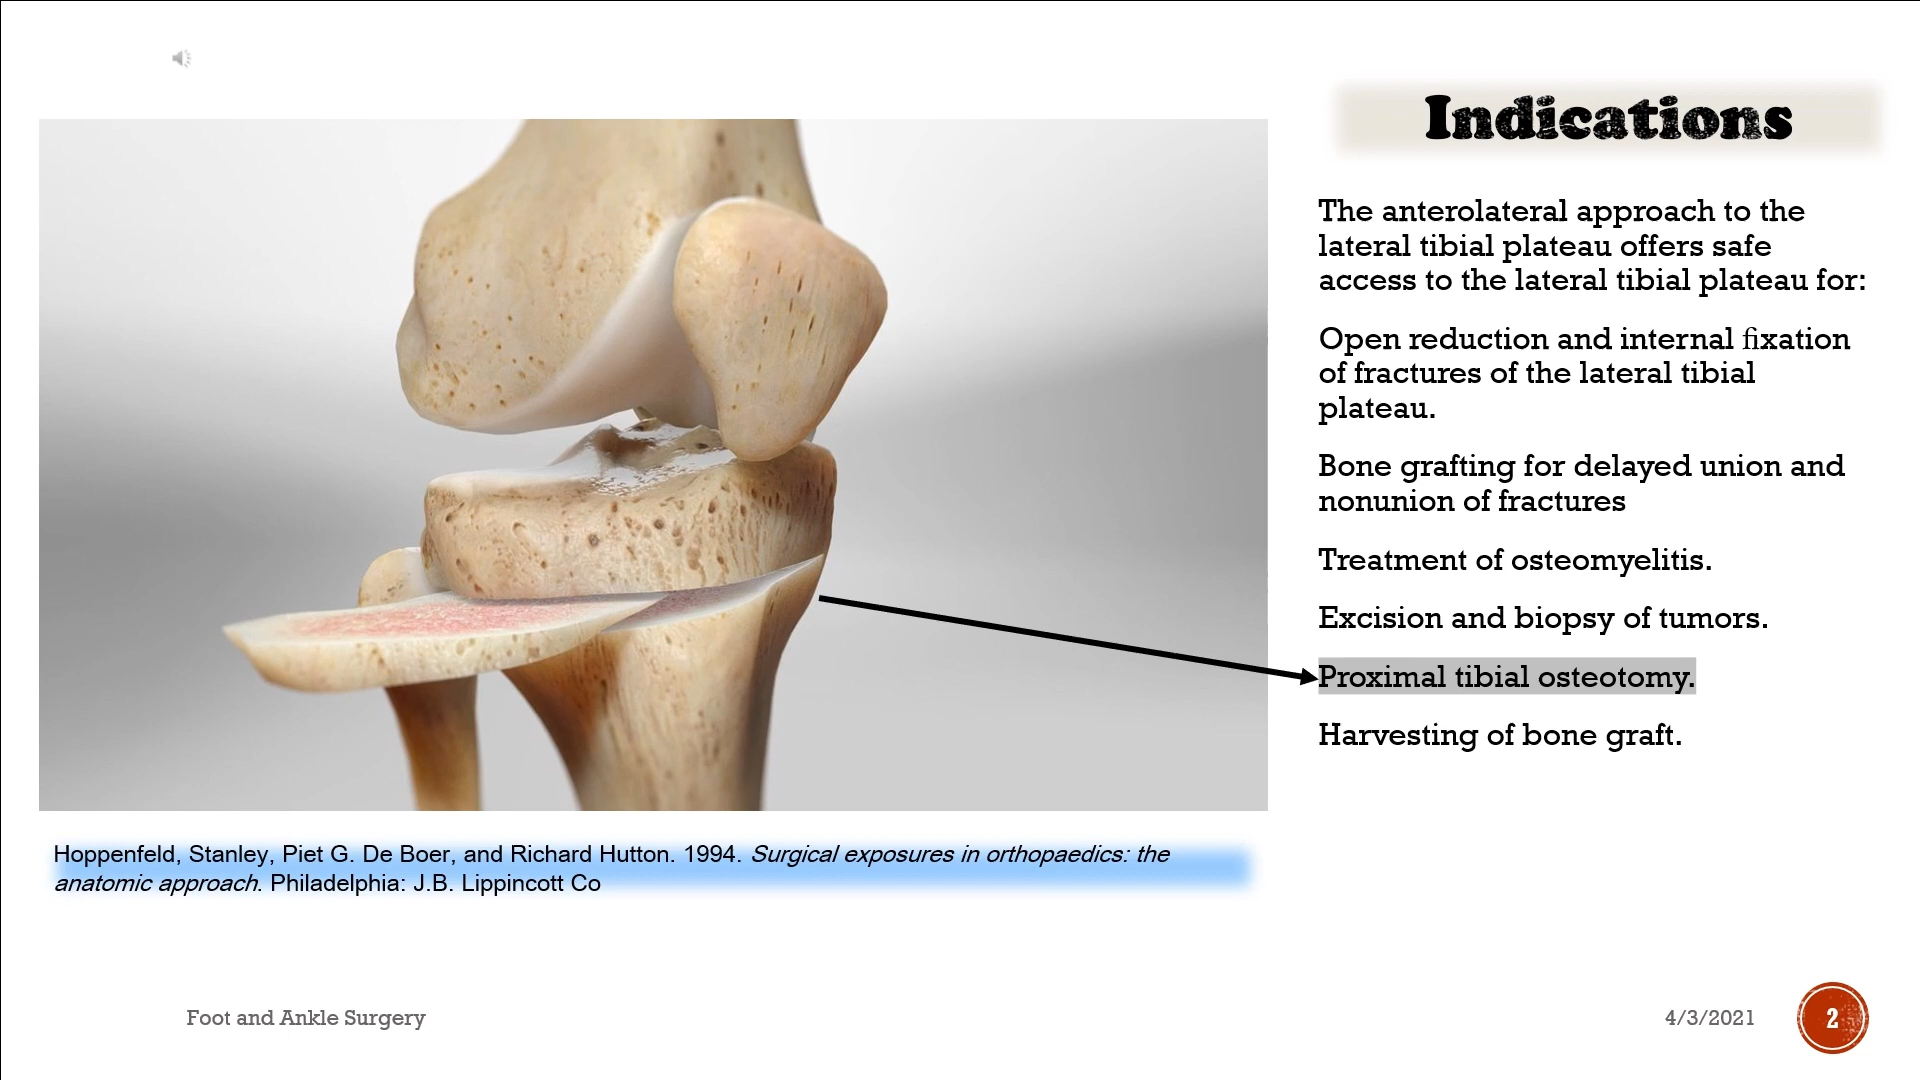 Indications
The anterolateral approach to the
lateral tibial plateau offers safe
access to the lateral tibial plateau for:
Open reduction and internal fixation
of fractures of the lateral tibial
plateau.
Bone grafting for delayed union and
nonunion of fractures
Treatment of osteomyelitis.
Excision and biopsy of tumors.
Proximal tibial osteotomy.
Harvesting of bone graft.
Hoppenfeld, Stanley, Piet G. De Boer, and Richard Hutton. 1994. Surgical exposures in orthopaedics: the
anatomic approach. Philadelphia: J.B. Lippincott Co
Foot and Ankle Surgery
4/3/2021
2